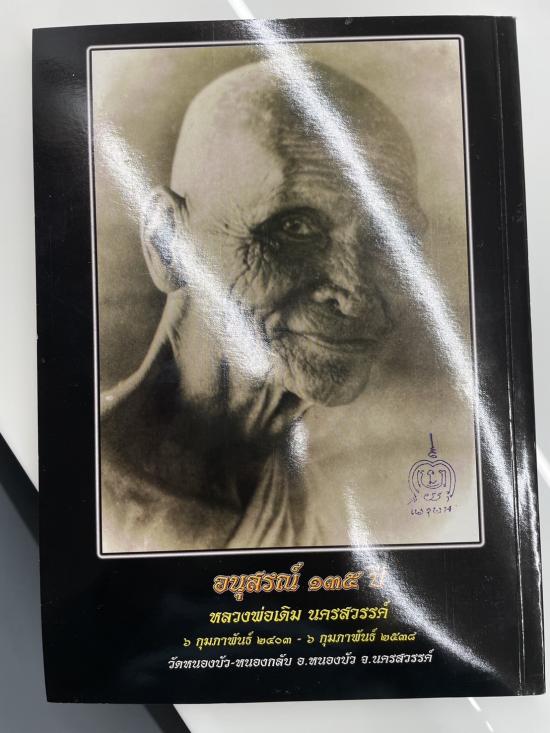 อนุสรณ์ ๑๓๕ ปี
หลวงพ่อเดิม นครสวรรค์
๖ กุมภาพันธ์ ๒๔๐๓ - ๖ กุมภาพันธ์ ๒๕๓๘
วัดหนองบัว-หนองกลับ อ.หนองบัว จ.นครสวรรค์